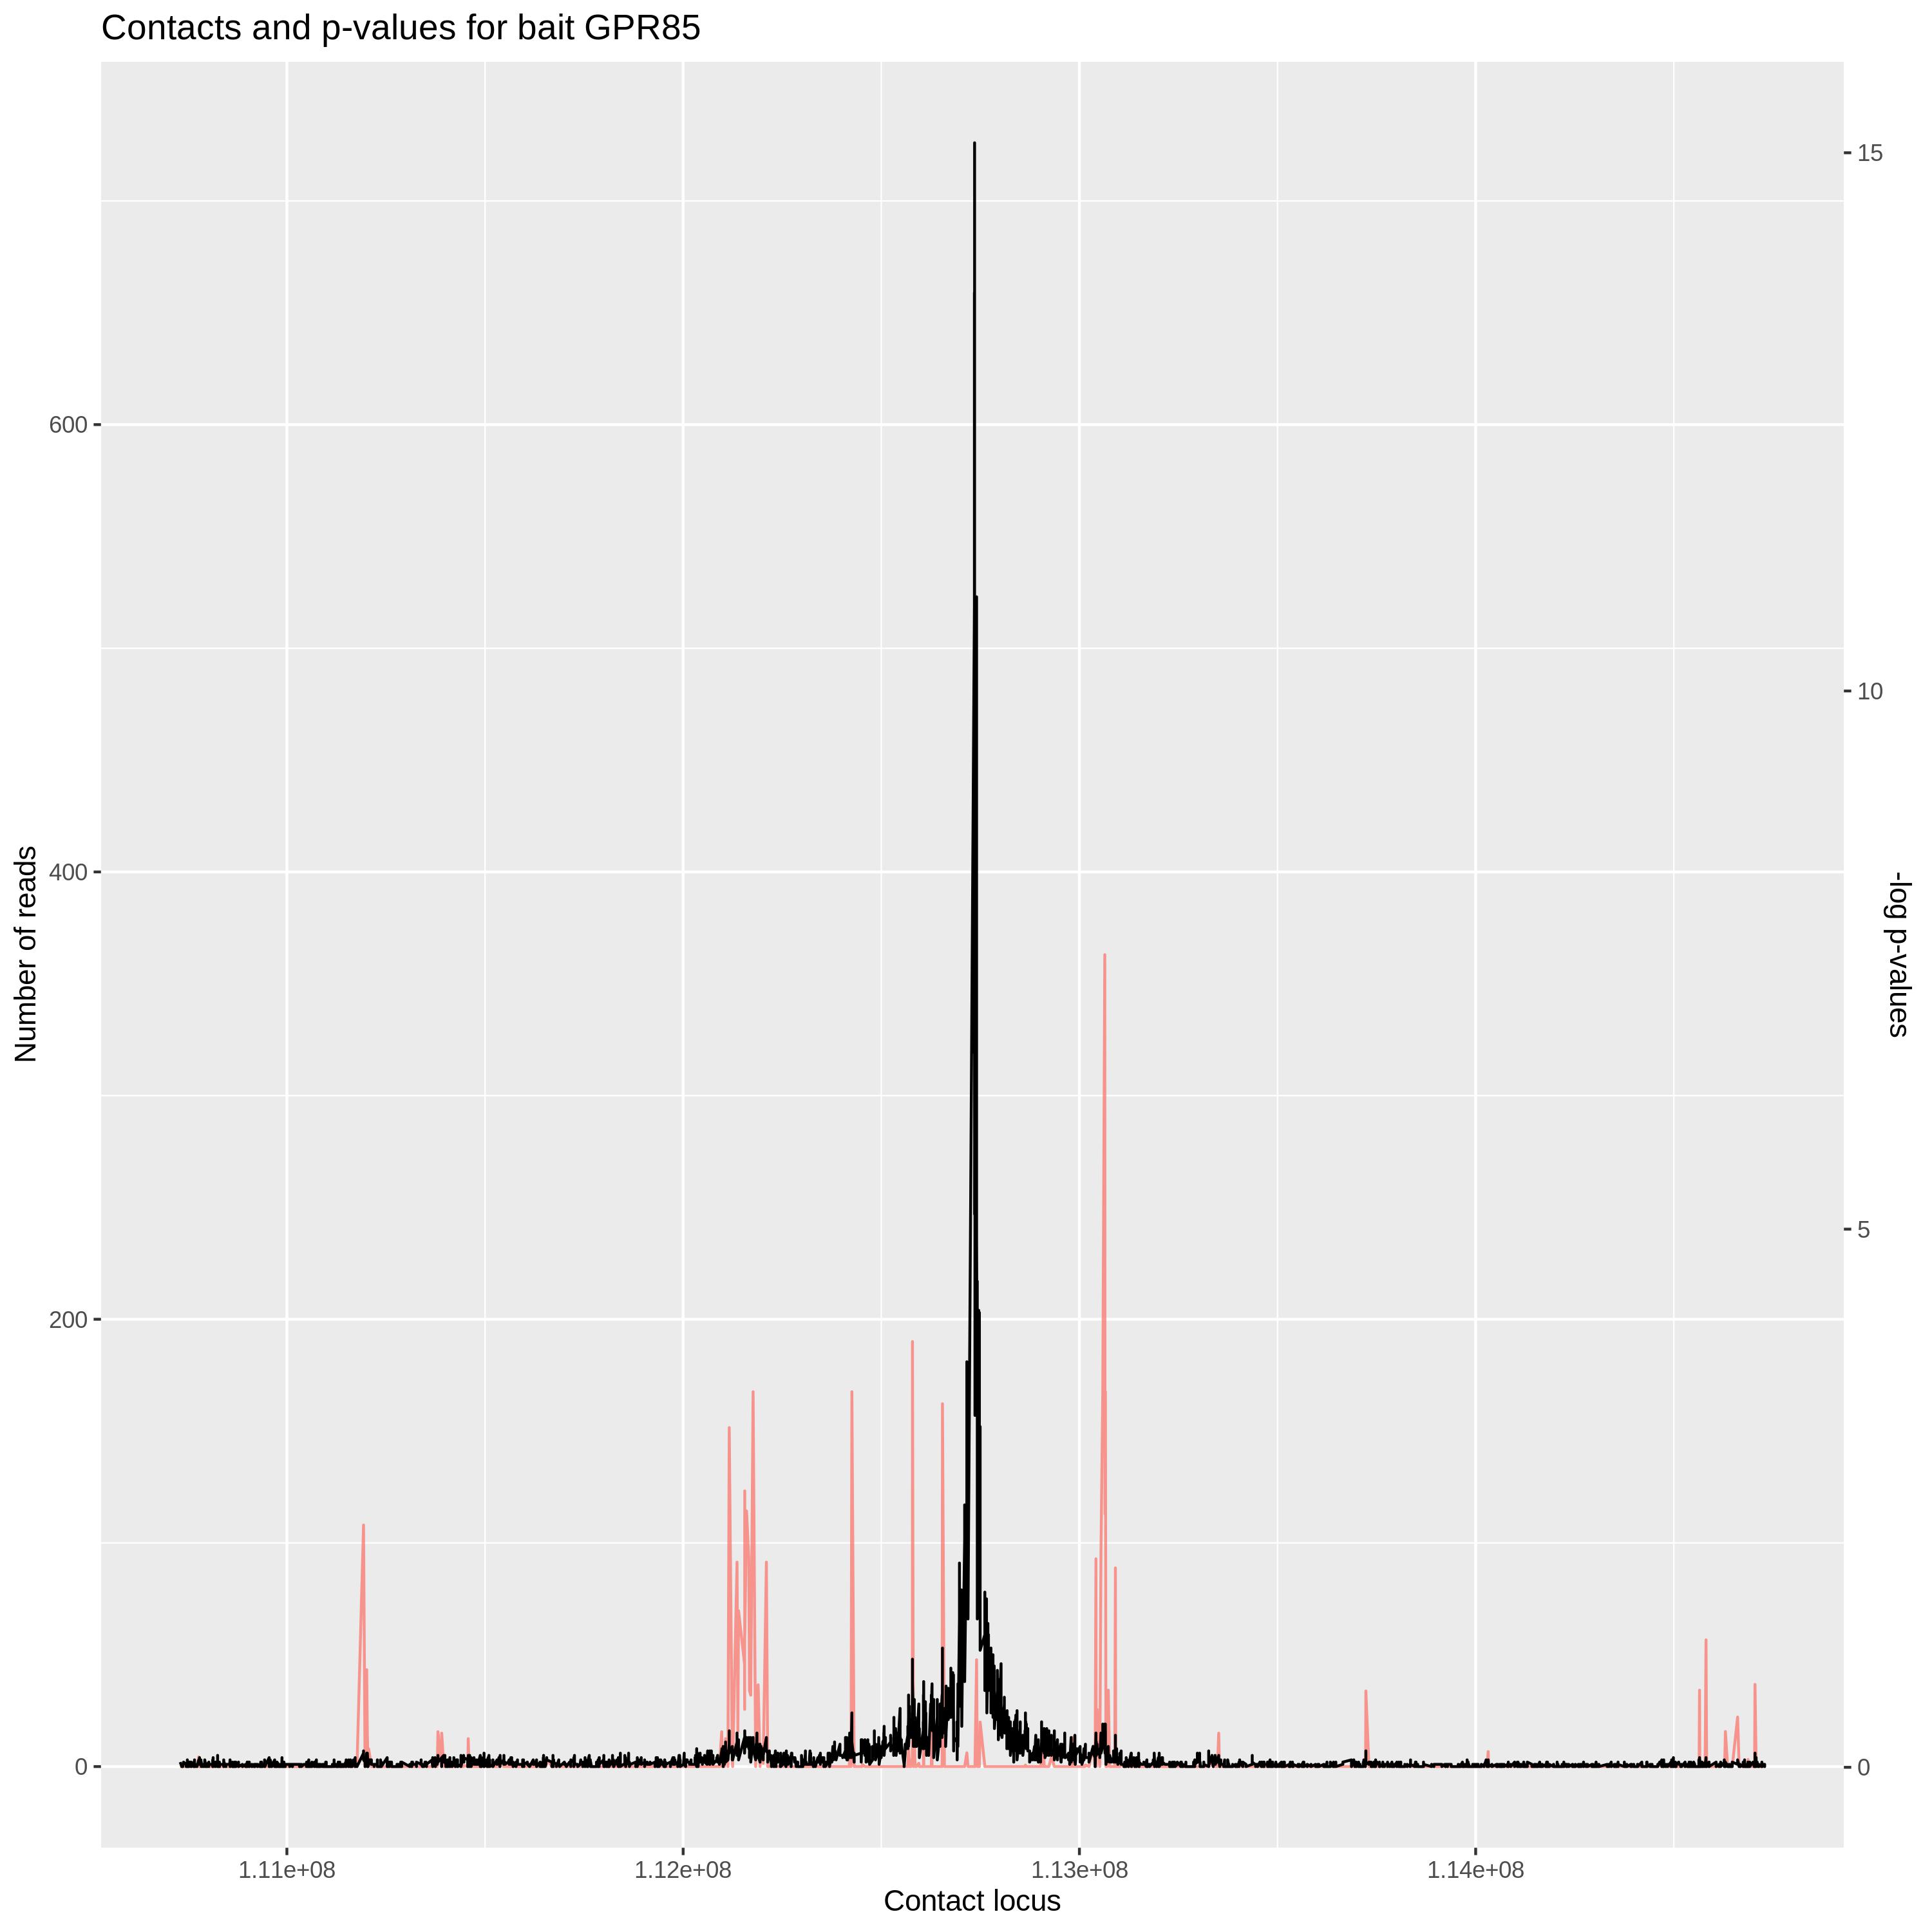 Contacts and p-values for bait GPR85
15
600
10
400
Number of reads
-log p-values
5
200
0
0
1.11e+08
1.12e+08
1.13e+08
1.14e+08
Contact locus